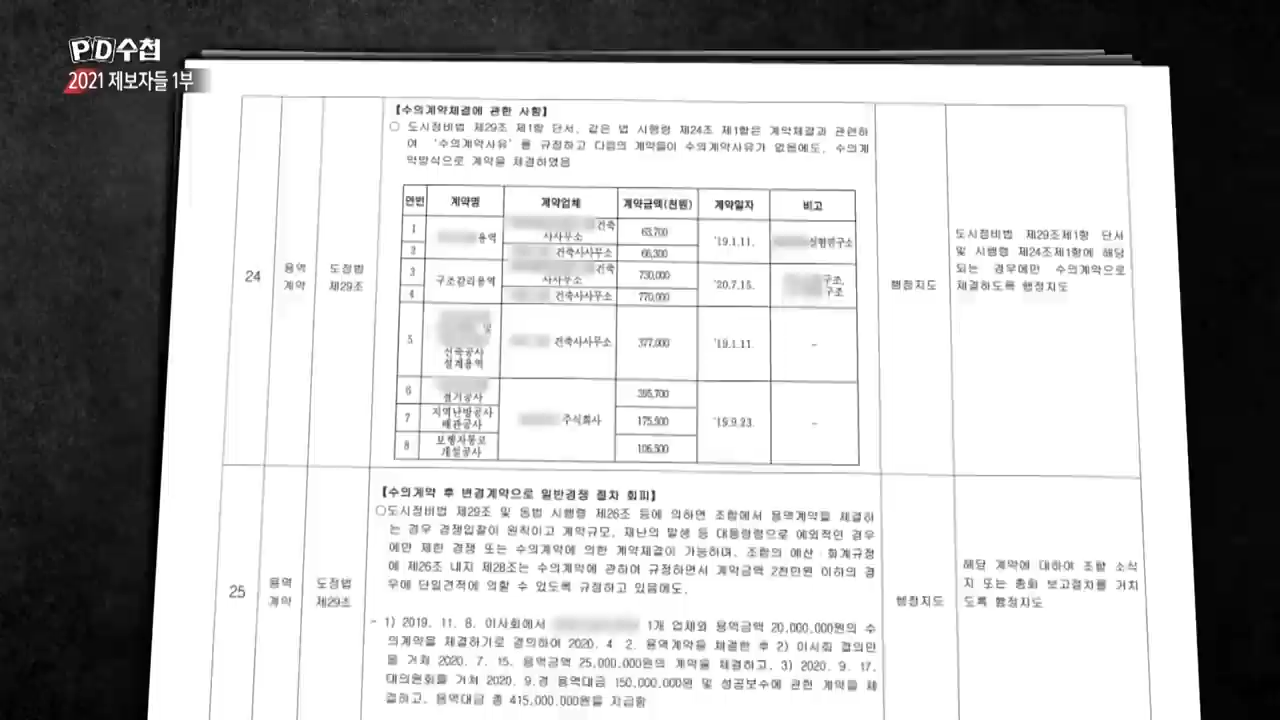 PD수첩
2021 제보자들 1부
【수의계약체결에 관한 사항】
○ 도시정비법 제29조 제1항 단서, 같은 법 시행령 제24조 제1항은 계약체결과 관련하
여 '수의계약사유'를 규정하고 다음의 계약들이 수의계약사유가 없음에도, 수의계
약방식으로 계약을 체결하였음
연번 계약명 계약업체 계약금액(천원) 계약일자 비고
1 용역 건축
사사무소 63,700 '19.1.11. 실험연구소
2 건축사사무소 66,300
3 구조감리용역 건축
사사무소 730,000 '20.7.15. 구조,
구조
4 건축사사무소 770,000
5 및
신축공사
설계용역 건축사사무소 377,000 '19.1.11. -
6 전기공사 주식회사 395,700 '19.9.23. -
7 지역난방공사
배관공사 175,900
8 보행자통로
개설공사 106,500
24 용역
계약 도정법
제29조 행정지도
도시정비법 제29조제1항 단서
및 시행령 제24조제1항에 해당
되는 경우에만 수의계약으로
체결하도록 행정지도
【수의계약 후 변경계약으로 일반경쟁 절차 회피】
○도시정비법 제29조 및 동법 시행령 제26조 등에 의하면 조합에서 용역계약을 체결하
는 경우 경쟁입찰이 원칙이고 계약규모, 재난의 발생 등 대통령령으로 예외적인 경우
에만 제한 경쟁 또는 수의계약에 의한 계약체결이 가능하며, 조합의 예산·회계규정
에 제26조 내지 제28조는 수의계약에 관하여 규정하면서 계약금액 2천만원 이하의 경
우에 단일견적에 의할 수 있도록 규정하고 있음에도,
- 1) 2019. 11. 8. 이사회에서 1개 업체와 용역금액 20,000,000원의 수
의계약을 체결하기로 결의하여 2020. 4. 2. 용역계약을 체결한 후 2) 이사회 결의만
을 거쳐 2020. 7. 15. 용역금액 25,000,000원의 계약을 체결하고, 3) 2020. 9. 17.
대의원회를 거쳐 2020. 9.경 용역대금 150,000,000원 및 성공보수에 관한 계약을 체
결하고, 용역대금 총 415,000,000원을 지급함
25 용역
계약 도정법
제29조 행정지도
해당 계약에 대하여 조합 소식
지 또는 총회 보고절차를 거치
도록 행정지도